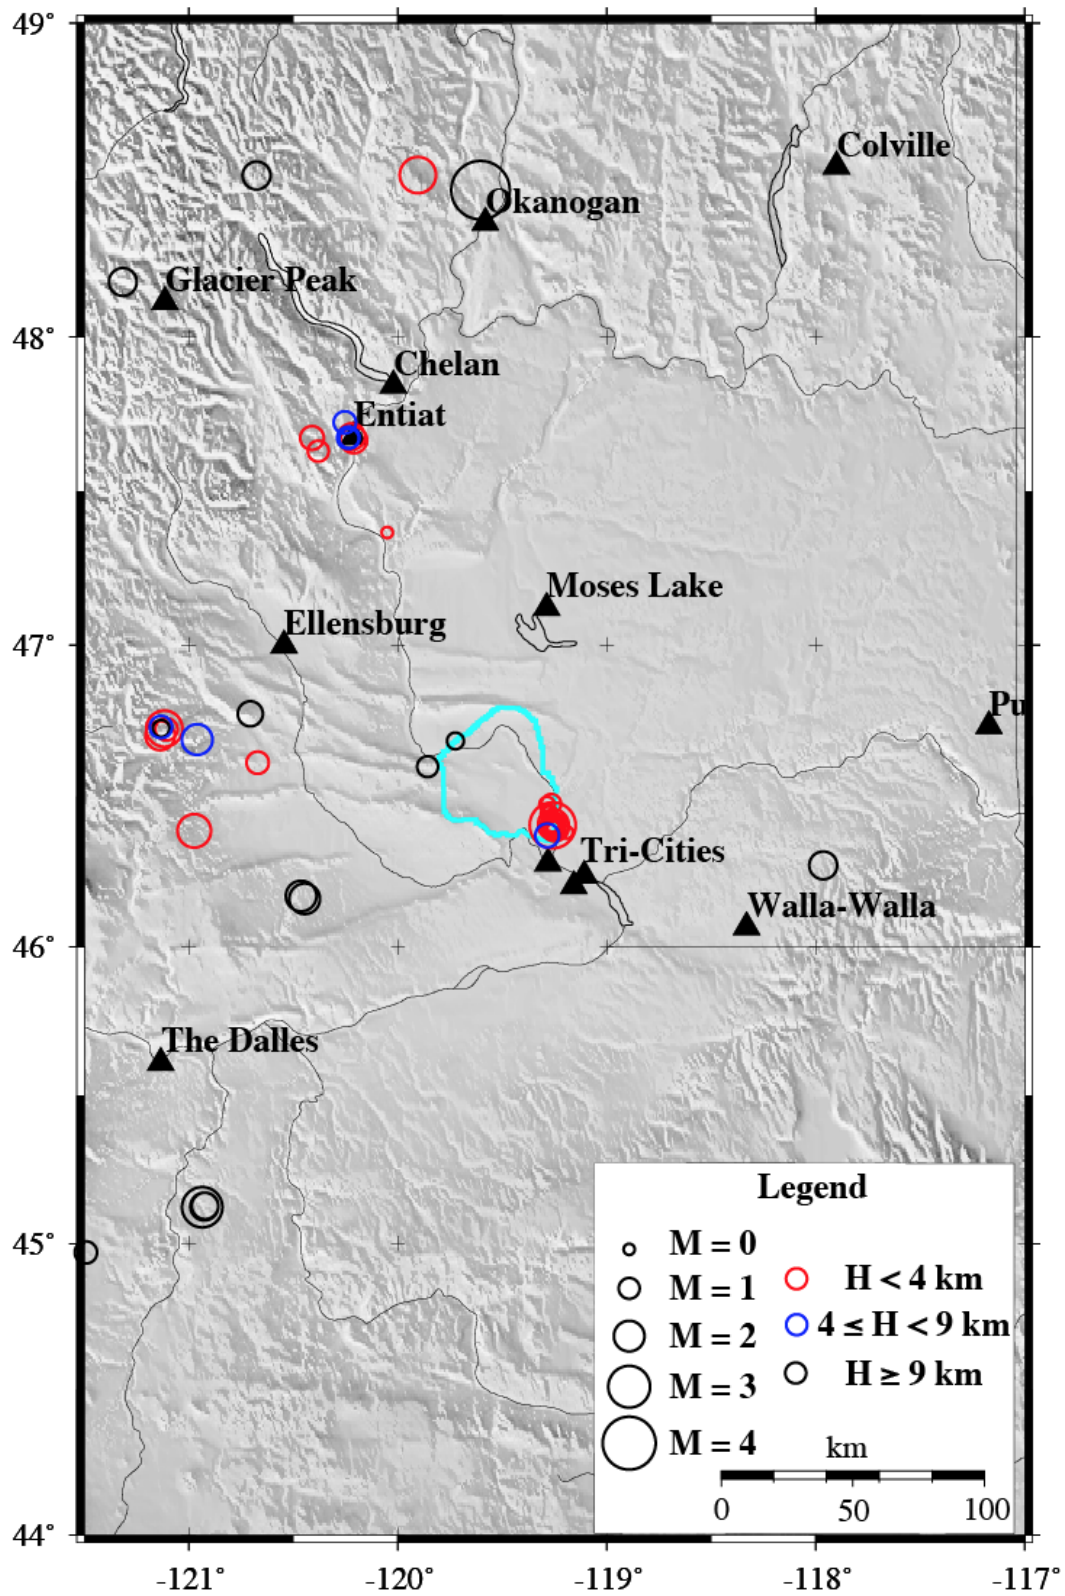 49°
Colville
Okanogan
Glacier Peak
48°
Chelan
Entiat
Moses Lake
Ellensburg
47°
Pu
Tri-Cities
Walla-Walla
46°
The Dalles
Legend
M = 0
M = 1
H < 4 km
M = 2
4 ≤ H < 9 km
M = 3
H ≥ 9 km
M = 4
km
0 50 100
45°
44°
-121° -120° -119° -118° -117°